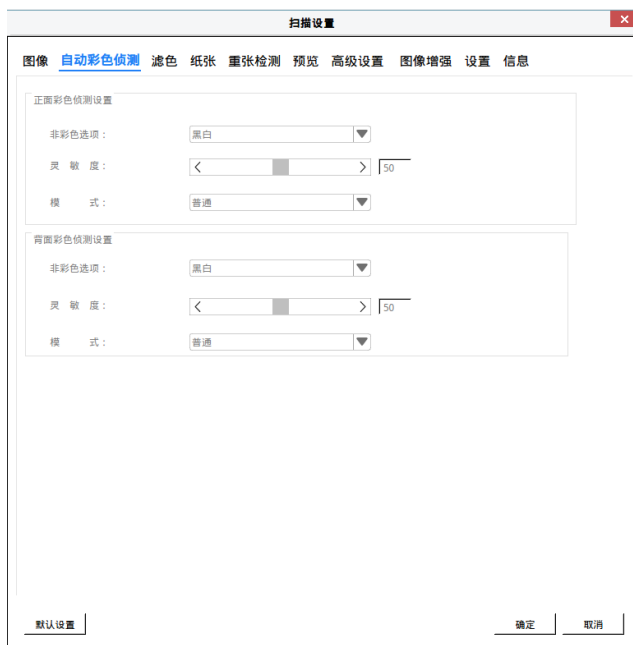 扫描设置
图像 自动彩色侦测 滤色 纸张 重张检测 预览 高级设置 图像增强 设置 信息
正面彩色侦测设置
非彩色选项： 黑白
灵 敏 度： 50
模 式： 普通
背面彩色侦测设置
非彩色选项： 黑白
灵 敏 度： 50
模 式： 普通
默认设置 确定 取消